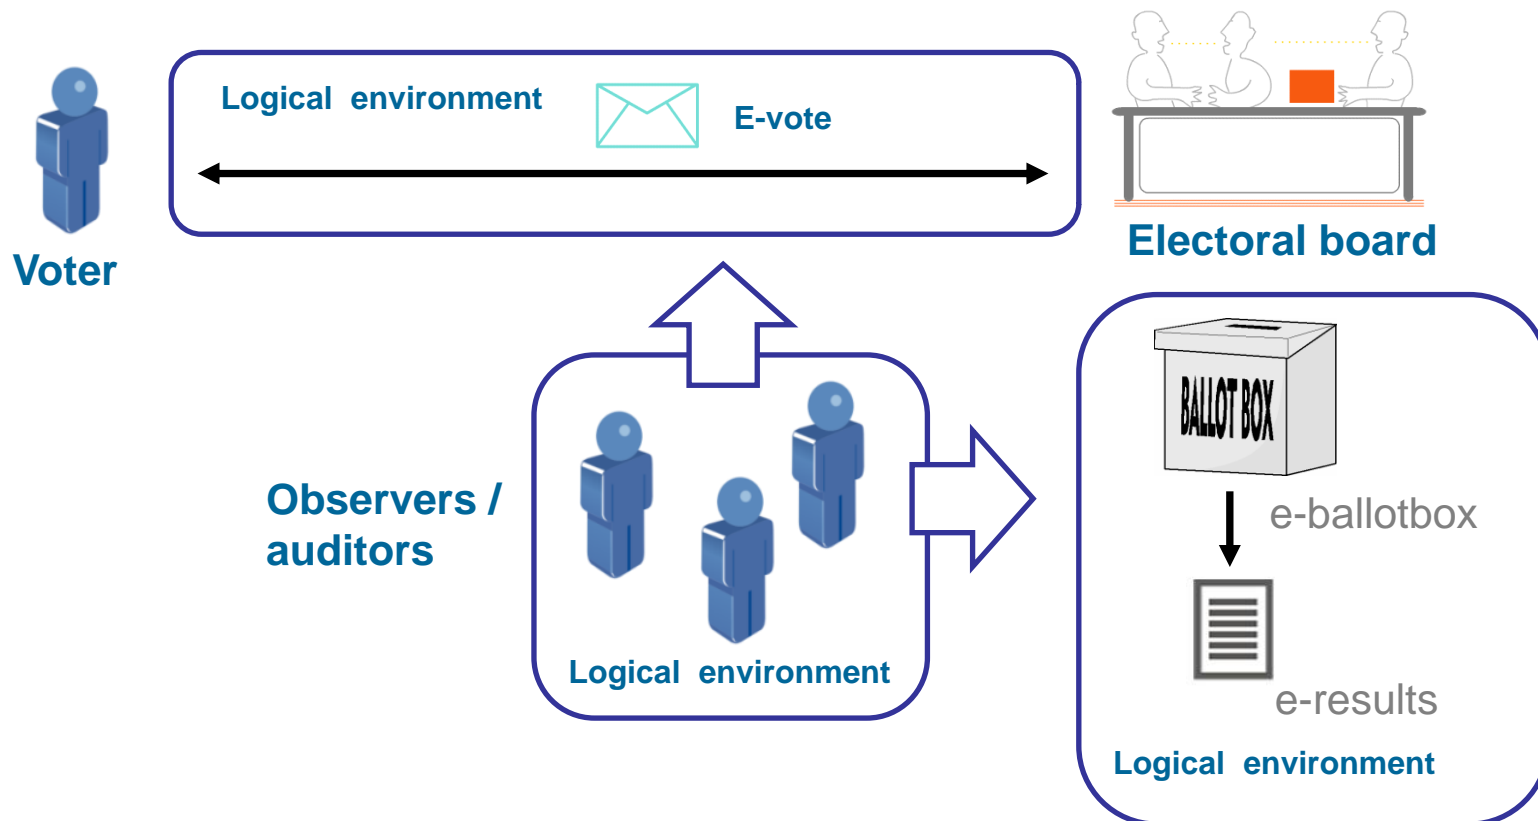 Logical environment
E-vote
Voter
Electoral board
BALLOT BOX
e-ballotbox
Observers /
auditors
Logical environment
e-results
Logical environment